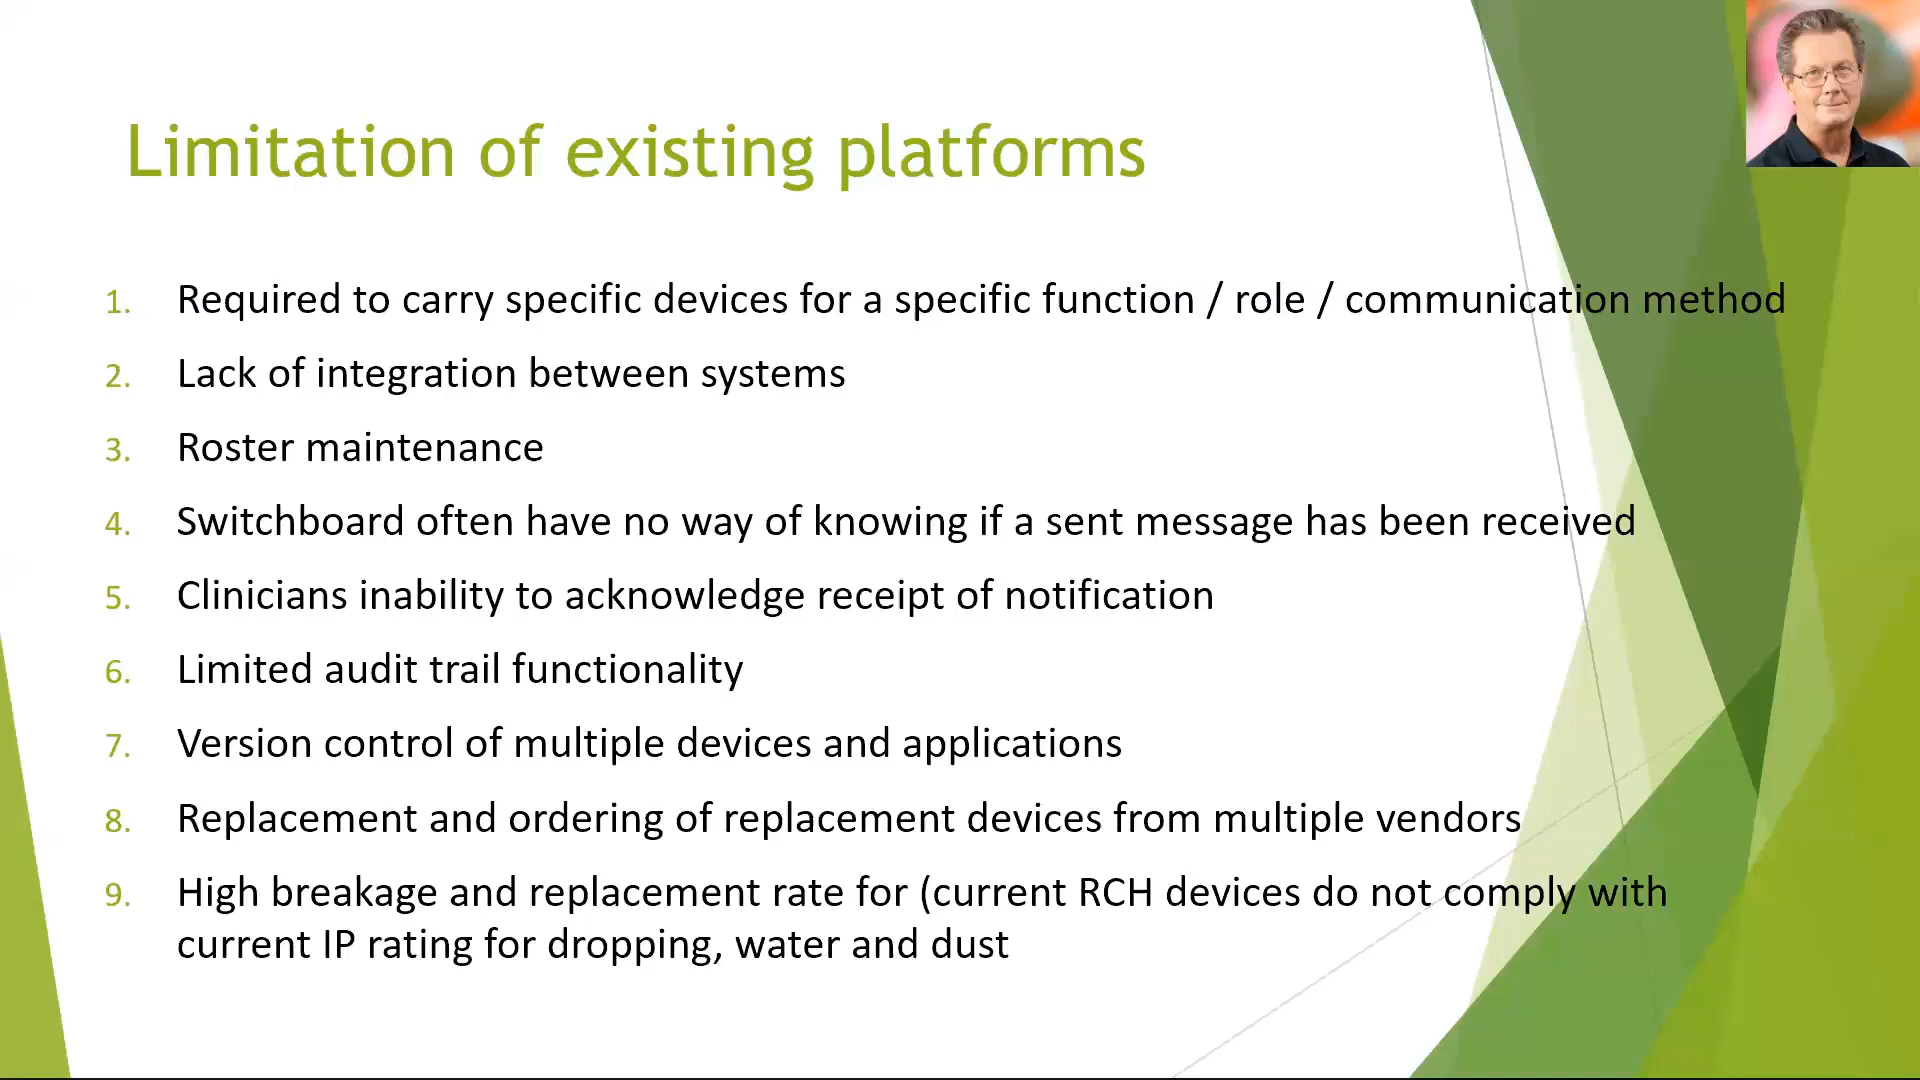 Limitation of existing platforms
1. Required to carry specific devices for a specific function / role / communication method
2. Lack of integration between systems
3. Roster maintenance
4. Switchboard often have no way of knowing if a sent message has been received
5. Clinicians inability to acknowledge receipt of notification
6. Limited audit trail functionality
7. Version control of multiple devices and applications
8. Replacement and ordering of replacement devices from multiple vendors
9. High breakage and replacement rate for (current RCH devices do not comply with
current IP rating for dropping, water and dust